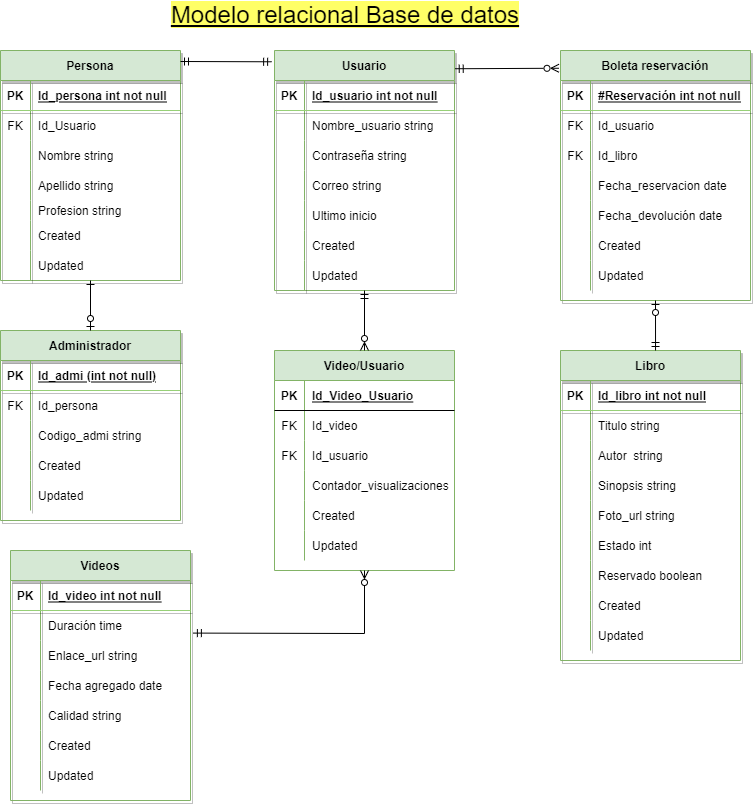 Modelo relacional Base de datos
Persona
PK Id_persona int not null
FK Id_Usuario
Nombre string
Apellido string
Profesion string
Created
Updated
Usuario
PK Id_usuario int not null
Nombre_usuario string
Contraseña string
Correo string
Ultimo inicio
Created
Updated
Boleta reservación
PK #Reservación int not null
FK Id_usuario
FK Id_libro
Fecha_reservacion date
Fecha_devolución date
Created
Updated
Administrador
PK Id_admi (int not null)
FK Id_persona
Codigo_admi string
Created
Updated
Video/Usuario
PK Id_Video_Usuario
FK Id_video
FK Id_usuario
Contador_visualizaciones
Created
Updated
Libro
PK Id_libro int not null
Titulo string
Autor string
Sinopsis string
Foto_url string
Estado int
Reservado boolean
Created
Updated
Videos
PK Id_video int not null
Duración time
Enlace_url string
Fecha agregado date
Calidad string
Created
Updated